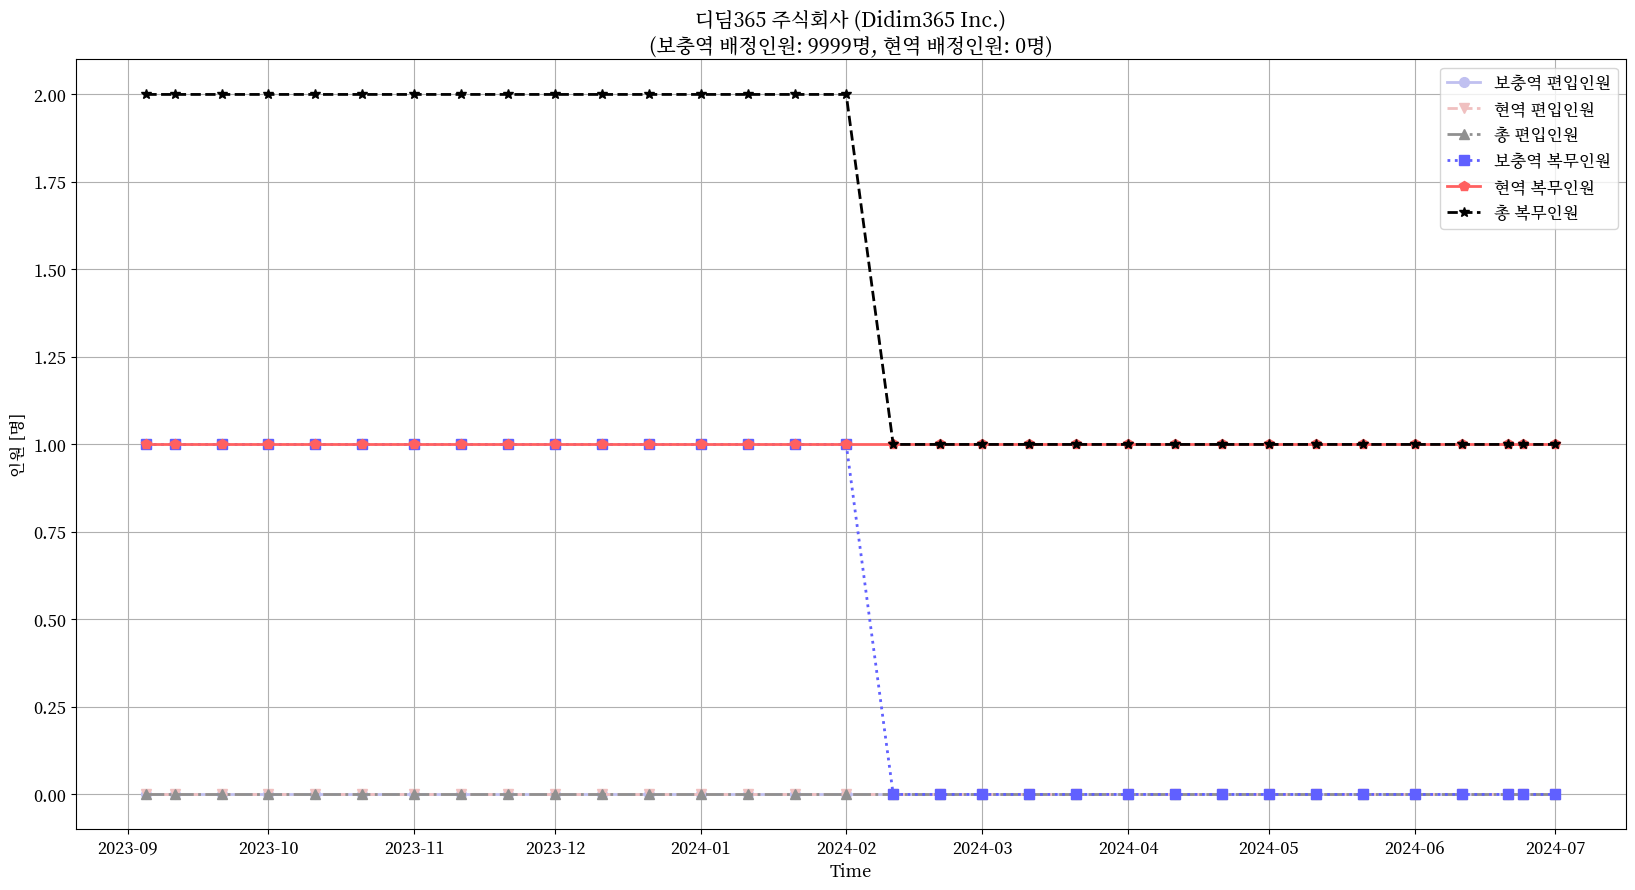 디딤365 주식회사 (Didim365 Inc.)
(보충역 배정인원: 9999명, 현역 배정인원: 0명)
보충역 편입인원
현역 편입인원
총 편입인원
보충역 복무인원
현역 복무인원
총 복무인원
인원 [명]
2.00
1.75
1.50
1.25
1.00
0.75
0.50
0.25
0.00
2023-09 2023-10 2023-11 2023-12 2024-01 2024-02 2024-03 2024-04 2024-05 2024-06 2024-07
Time